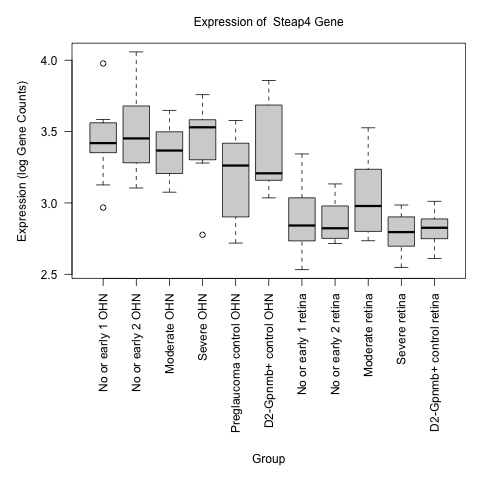 Expression of  Steap4 Gene
Expression (log Gene Counts)
4.0
3.5
3.0
2.5
No or early 1 OHN
No or early 2 OHN
Moderate OHN
Severe OHN
Preglaucoma control OHN
D2-Gpnmb+ control OHN
No or early 1 retina
No or early 2 retina
Moderate retina
Severe retina
D2-Gpnmb+ control retina
Group